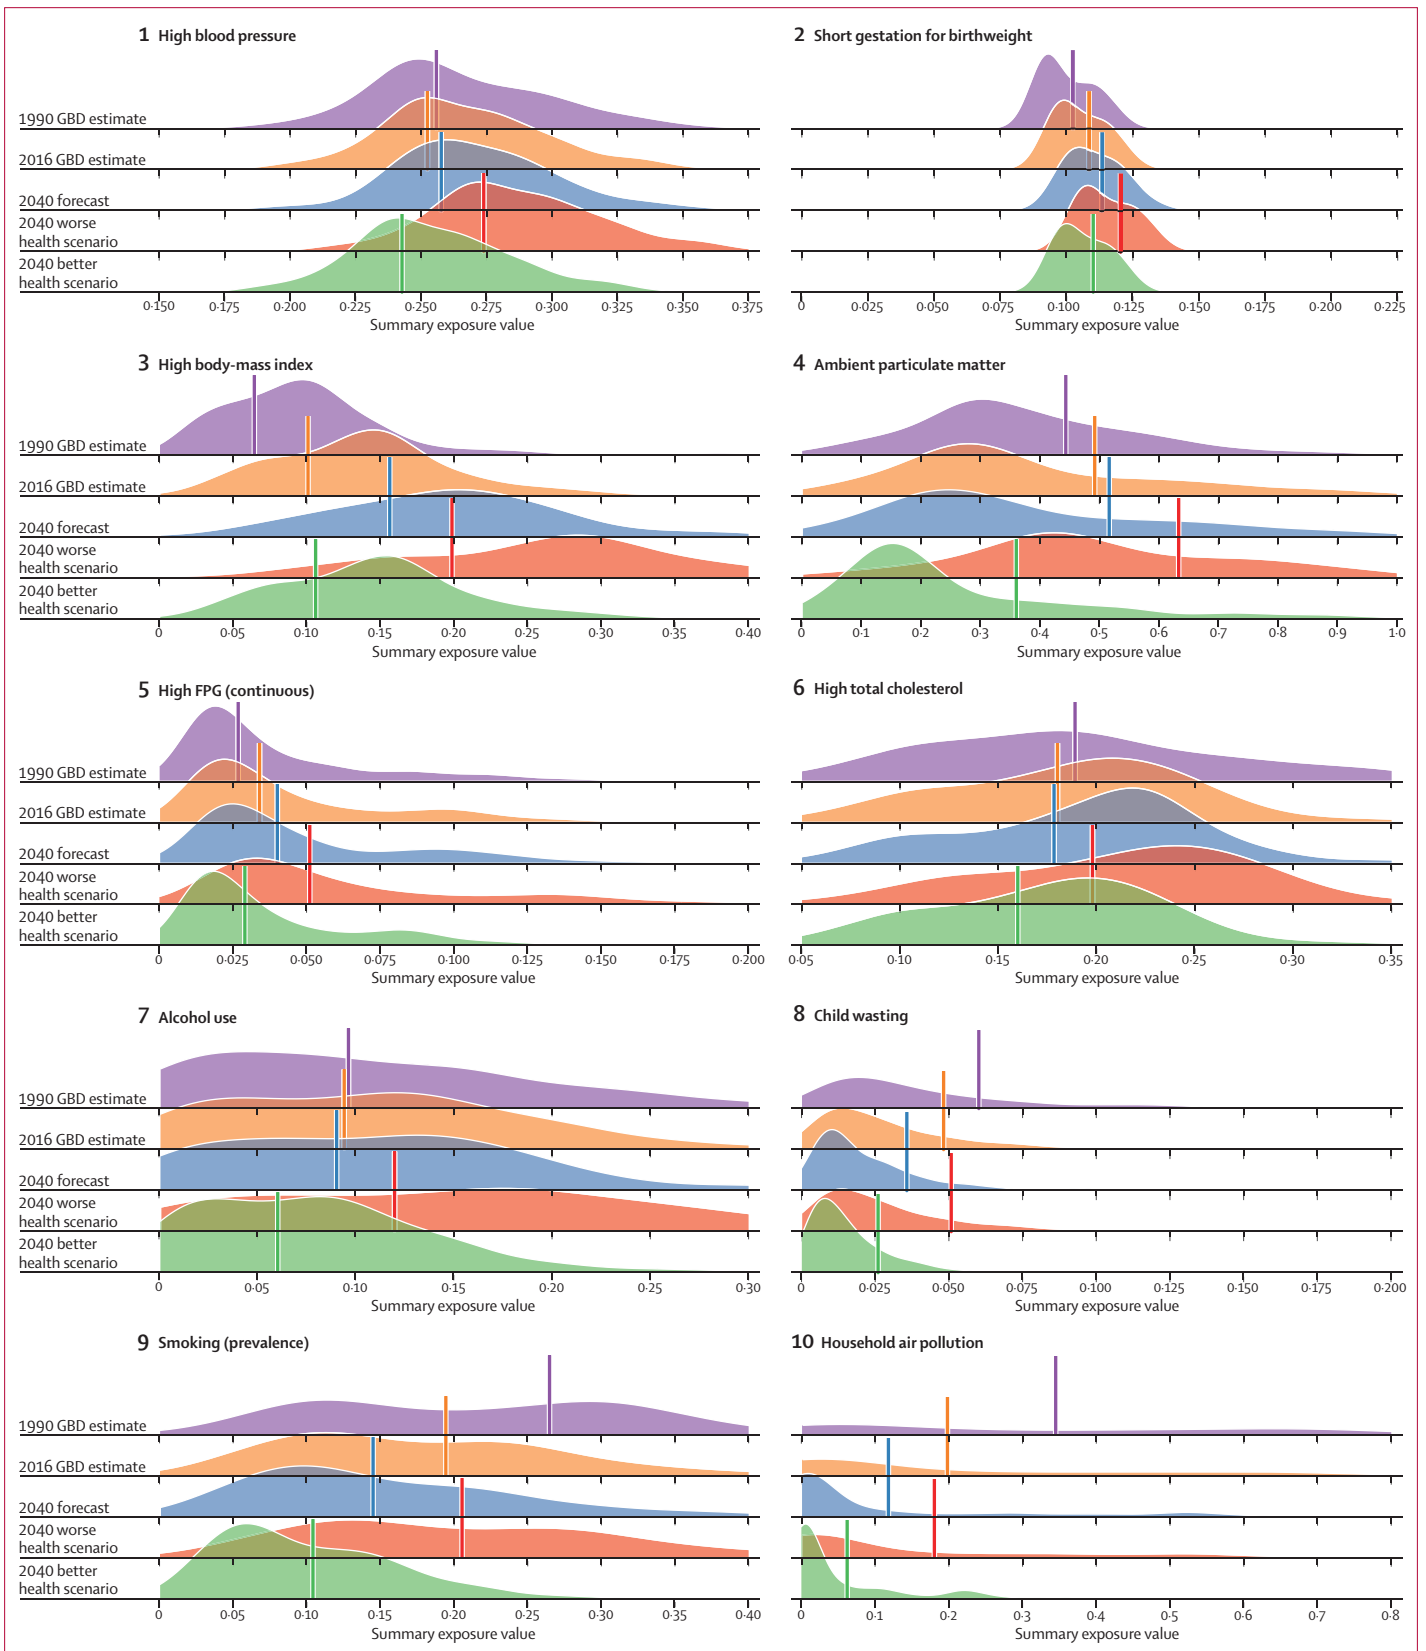 1 High blood pressure
1990 GBD estimate
2016 GBD estimate
2040 forecast
2040 worse
health scenario
2040 better
health scenario
0·150 0·175 0·200 0·225 0·250 0·275 0·300 0·325 0·350 0·375
Summary exposure value
2 Short gestation for birthweight
0 0·025 0·050 0·075 0·100 0·125 0·150 0·175 0·200 0·225
Summary exposure value
3 High body-mass index
1990 GBD estimate
2016 GBD estimate
2040 forecast
2040 worse
health scenario
2040 better
health scenario
0 0·05 0·10 0·15 0·20 0·25 0·30 0·35 0·40
Summary exposure value
4 Ambient particulate matter
0 0·1 0·2 0·3 0·4 0·5 0·6 0·7 0·8 0·9 1·0
Summary exposure value
5 High FPG (continuous)
1990 GBD estimate
2016 GBD estimate
2040 forecast
2040 worse
health scenario
2040 better
health scenario
0 0·025 0·050 0·075 0·100 0·125 0·150 0·175 0·200
Summary exposure value
6 High total cholesterol
0·05 0·10 0·15 0·20 0·25 0·30 0·35
Summary exposure value
7 Alcohol use
1990 GBD estimate
2016 GBD estimate
2040 forecast
2040 worse
health scenario
2040 better
health scenario
0 0·05 0·10 0·15 0·20 0·25 0·30
Summary exposure value
8 Child wasting
0 0·025 0·050 0·075 0·100 0·125 0·150 0·175 0·200
Summary exposure value
9 Smoking (prevalence)
1990 GBD estimate
2016 GBD estimate
2040 forecast
2040 worse
health scenario
2040 better
health scenario
0 0·05 0·10 0·15 0·20 0·25 0·30 0·35 0·40
Summary exposure value
10 Household air pollution
0 0·1 0·2 0·3 0·4 0·5 0·6 0·7 0·8
Summary exposure value